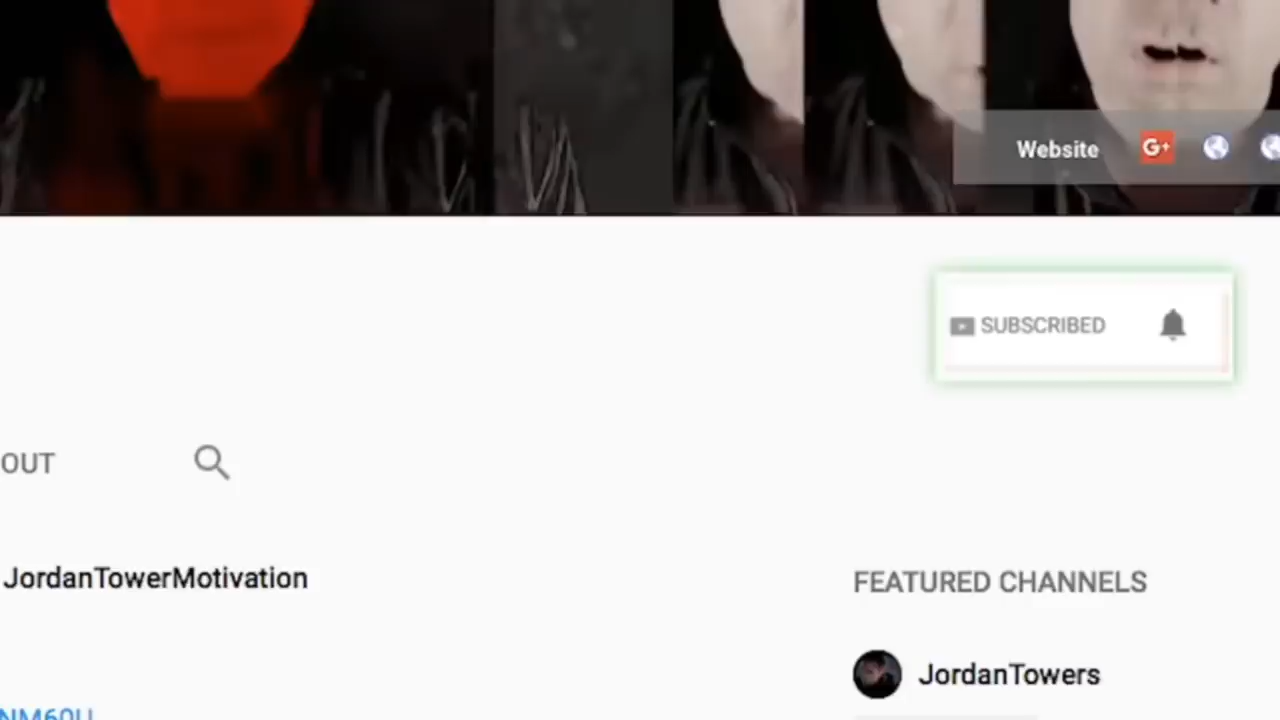 Website G+
SUBSCRIBED
OUT
JordanTowerMotivation
FEATURED CHANNELS
JordanTowers